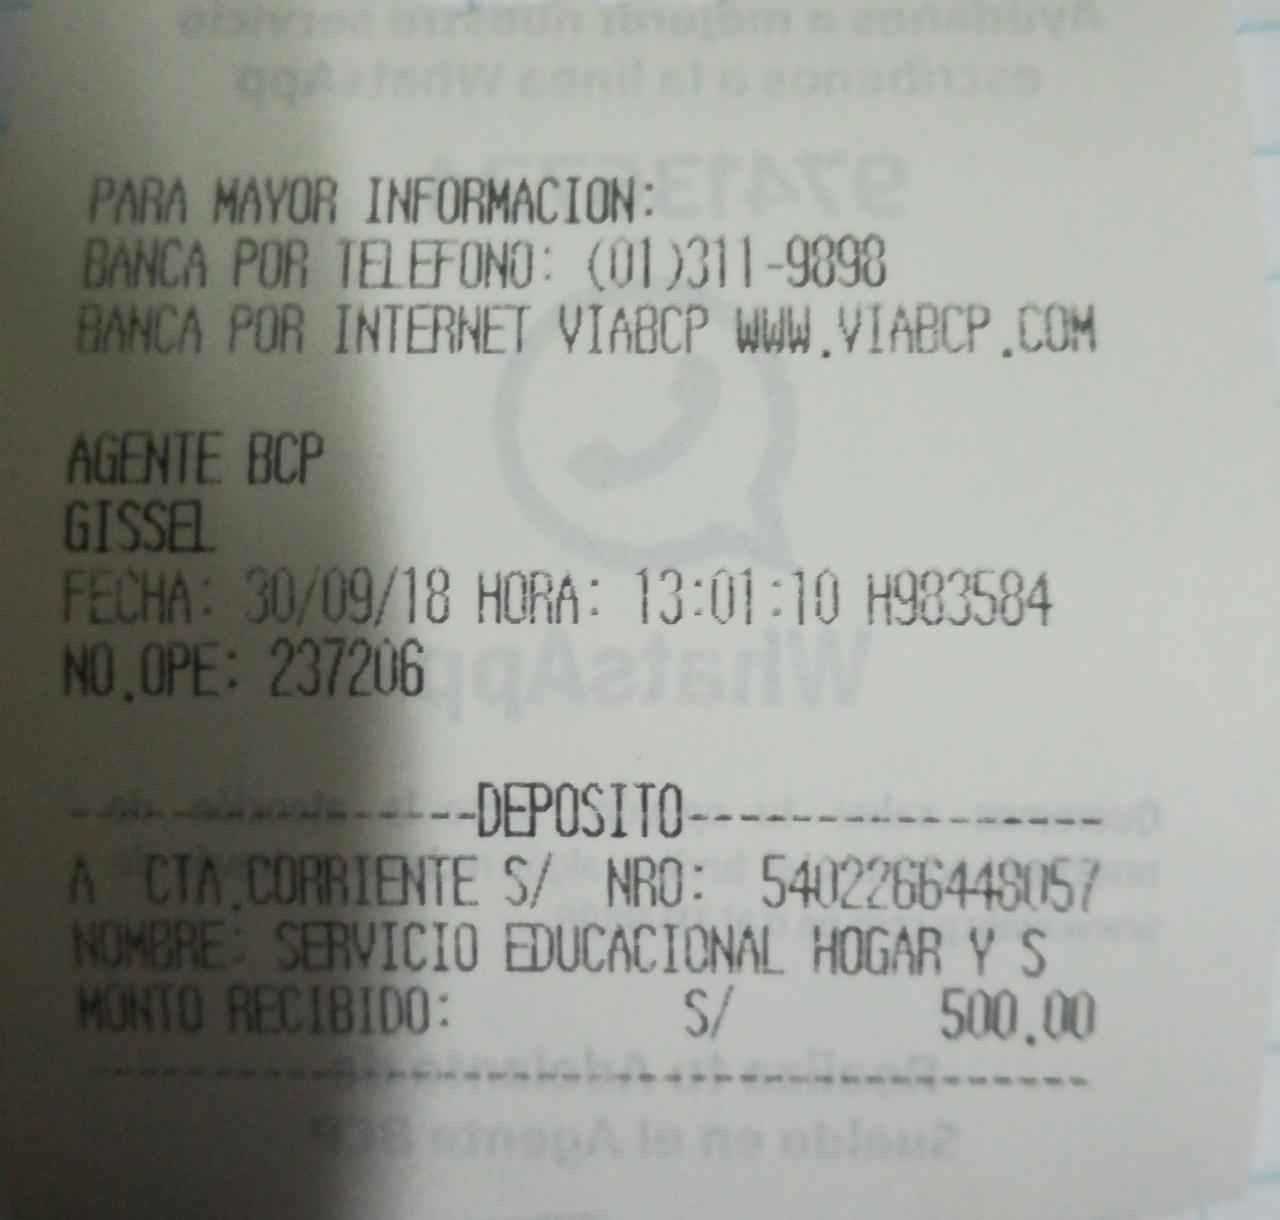 PARA MAYOR INFORMACION:
BANCA POR TELEFONO: (01)311-9898
BANCA POR INTERNET VIABCP WWW.VIABCP.COM
AGENTE BCP
GISSEL
FECHA: 30/09/18 HORA: 13:01:10 H983584
NO.OPE: 237206
----------------DEPOSITO----------------
A CTA.CORRIENTE S/ NRO: 5402266448057
NOMBRE: SERVICIO EDUCACIONAL HOGAR Y S
MONTO RECIBIDO: S/ 500.00
----------------------------------------